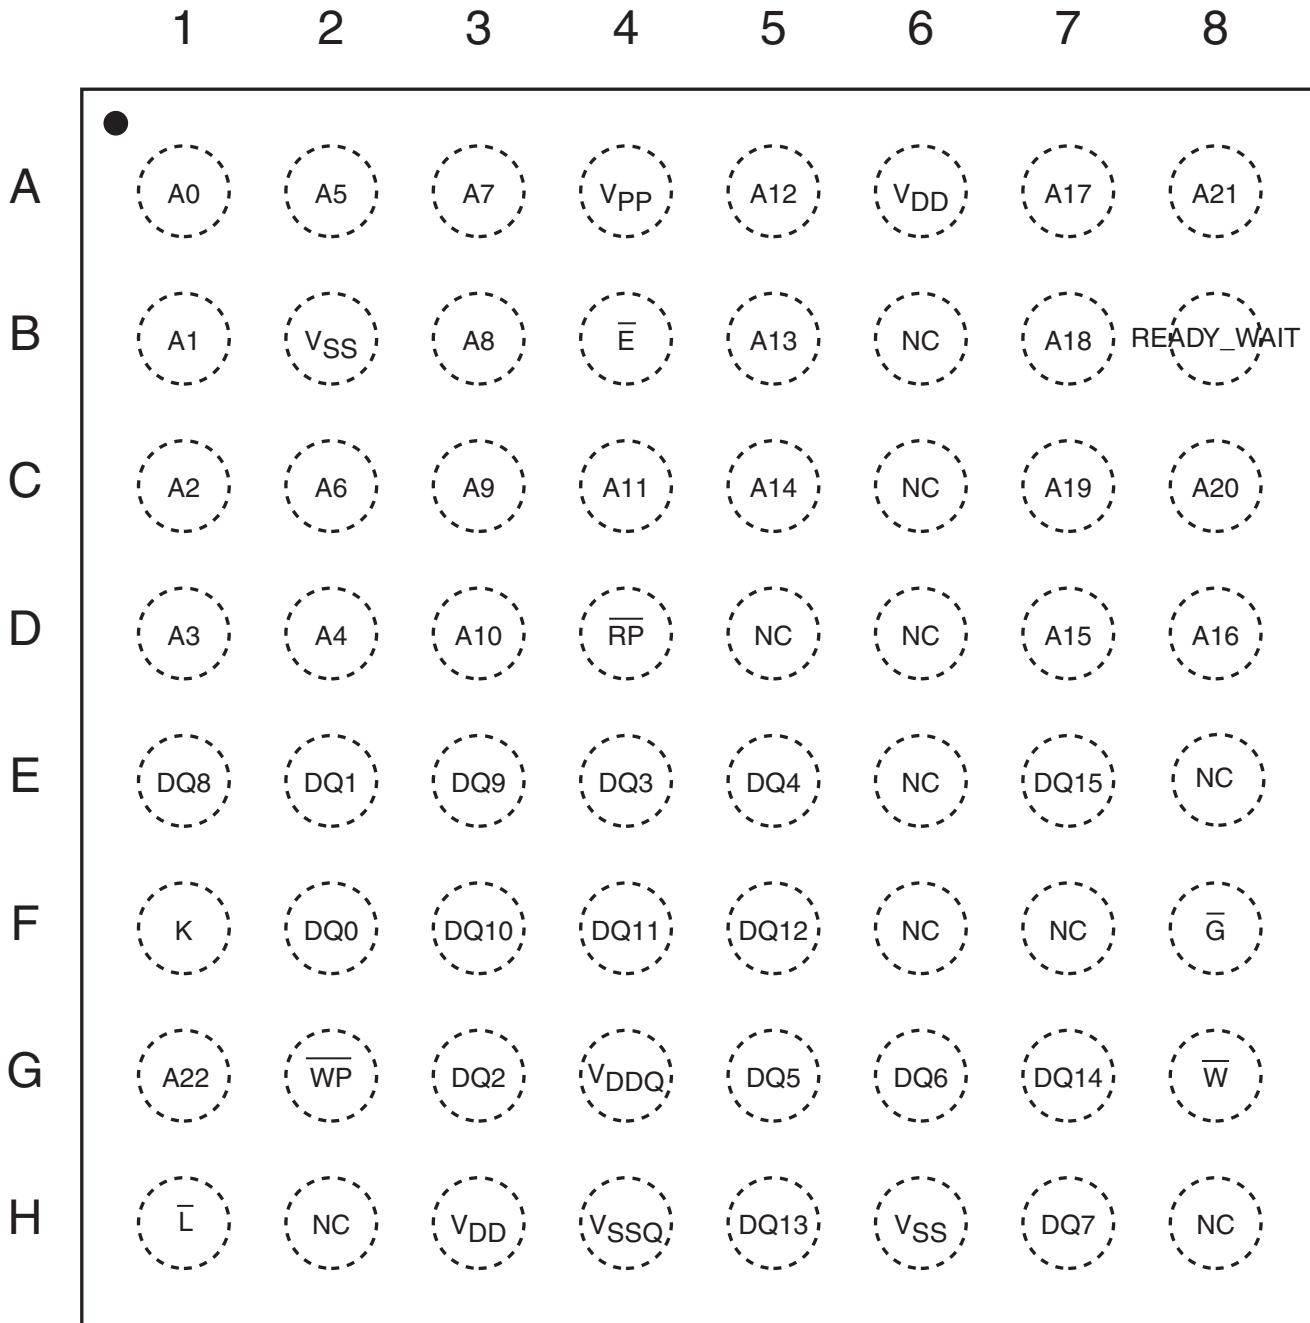 1 2 3 4 5 6 7 8
A A0 A5 A7 VPP A12 VDD A17 A21
B A1 VSS A8 E̅ A13 NC A18 READY_WAIT
C A2 A6 A9 A11 A14 NC A19 A20
D A3 A4 A10 R̅P̅ NC NC A15 A16
E DQ8 DQ1 DQ9 DQ3 DQ4 NC DQ15 NC
F K DQ0 DQ10 DQ11 DQ12 NC NC G̅
G A22 W̅P̅ DQ2 VDDQ DQ5 DQ6 DQ14 W̅
H L̅ NC VDD VSSQ DQ13 VSS DQ7 NC